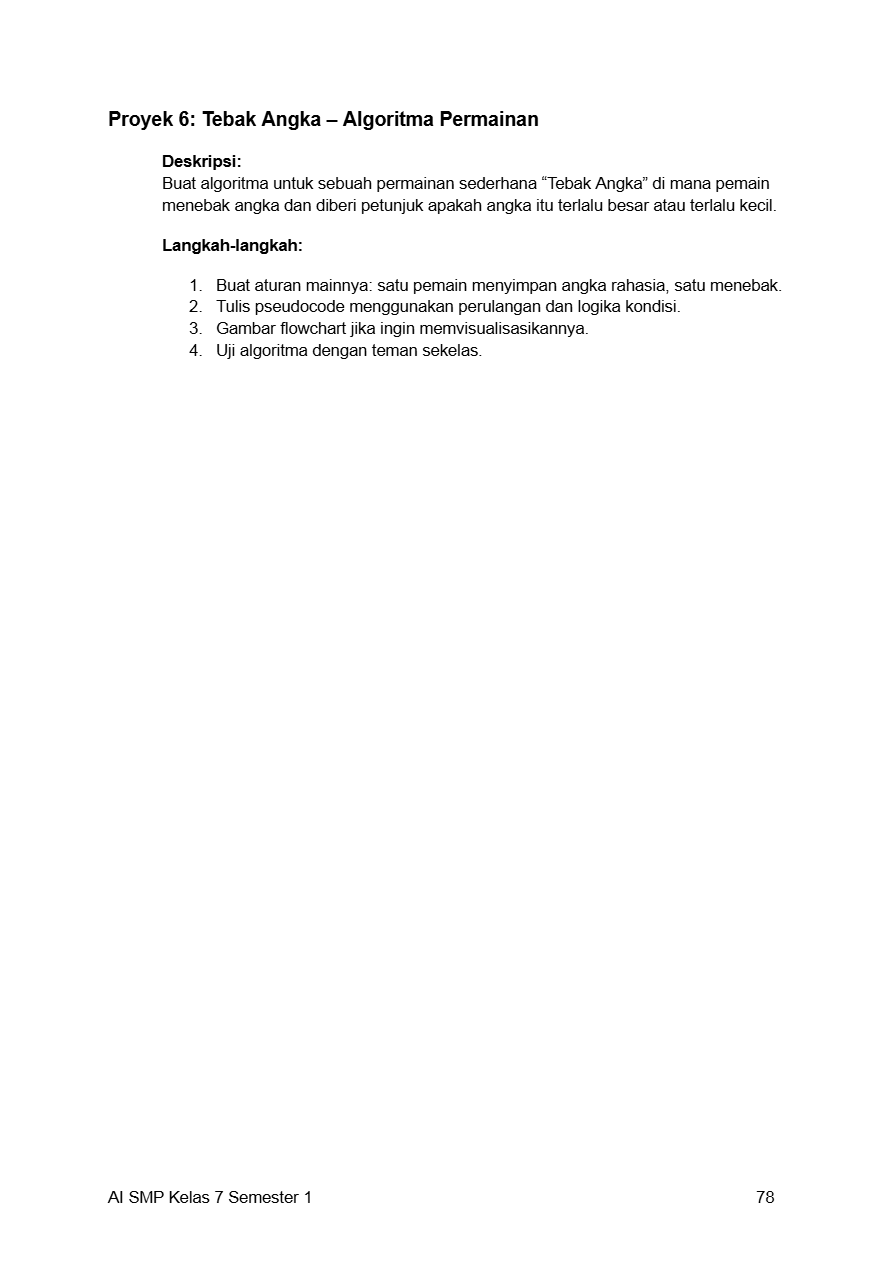 Proyek 6: Tebak Angka – Algoritma Permainan
Deskripsi:
Buat algoritma untuk sebuah permainan sederhana “Tebak Angka” di mana pemain
menebak angka dan diberi petunjuk apakah angka itu terlalu besar atau terlalu kecil.
Langkah-langkah:
1. Buat aturan mainnya: satu pemain menyimpan angka rahasia, satu menebak.
2. Tulis pseudocode menggunakan perulangan dan logika kondisi.
3. Gambar flowchart jika ingin memvisualisasikannya.
4. Uji algoritma dengan teman sekelas.
AI SMP Kelas 7 Semester 1 78